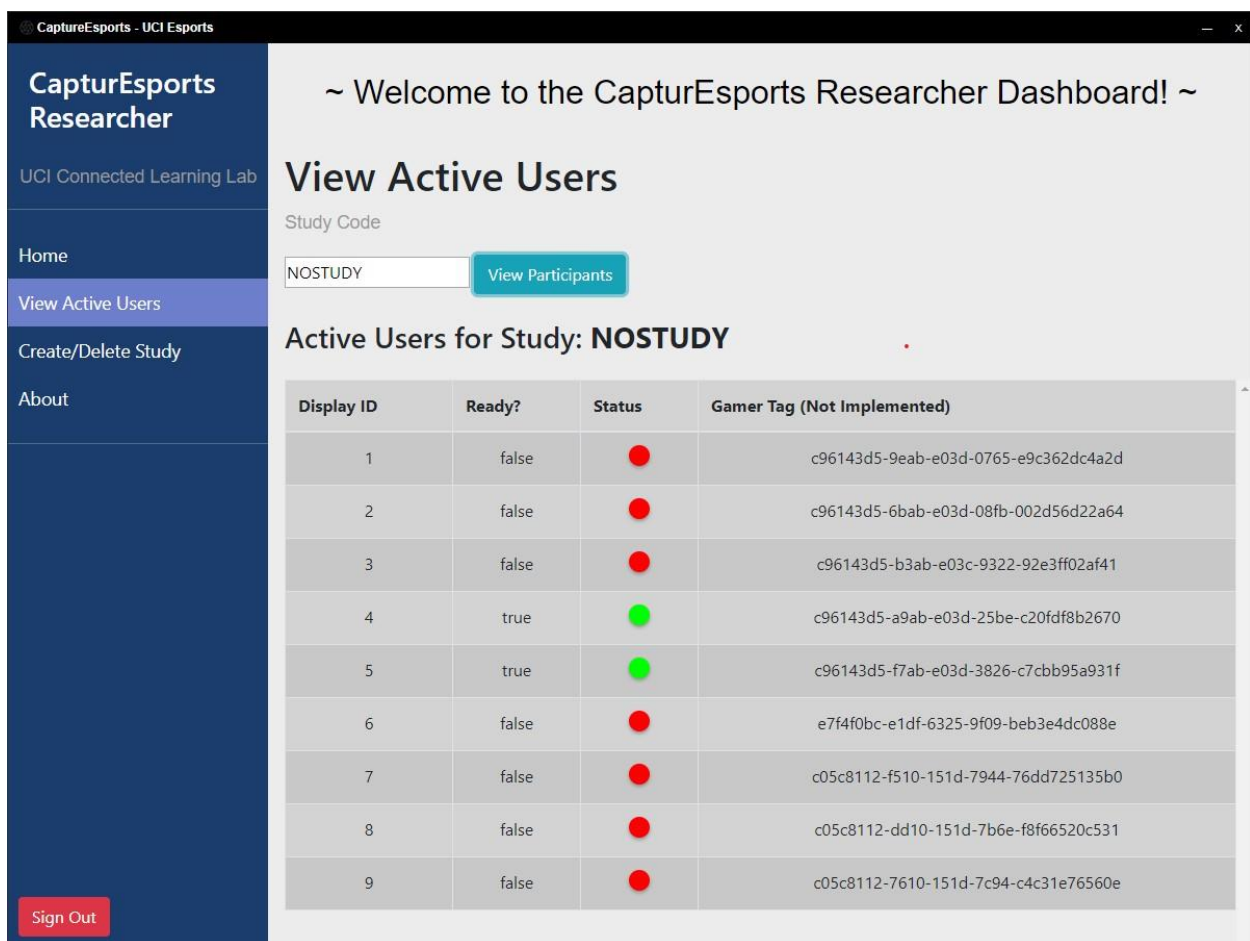 CaptureEsports - UCI Esports
CapturEsports
Researcher
UCI Connected Learning Lab
Home
View Active Users
Create/Delete Study
About
Sign Out
~ Welcome to the CapturEsports Researcher Dashboard! ~
View Active Users
Study Code
NOSTUDY View Participants
Active Users for Study: NOSTUDY
Display ID Ready? Status Gamer Tag (Not Implemented)
1 false c96143d5-9eab-e03d-0765-e9c362dc4a2d
2 false c96143d5-6bab-e03d-08fb-002d56d22a64
3 false c96143d5-b3ab-e03c-9322-92e3ff02af41
4 true c96143d5-a9ab-e03d-25be-c20fdf8b2670
5 true c96143d5-f7ab-e03d-3826-c7cbb95a931f
6 false e7f4f0bc-e1df-6325-9f09-beb3e4dc088e
7 false c05c8112-f510-151d-7944-76dd725135b0
8 false c05c8112-dd10-151d-7b6e-f8f66520c531
9 false c05c8112-7610-151d-7c94-c4c31e76560e